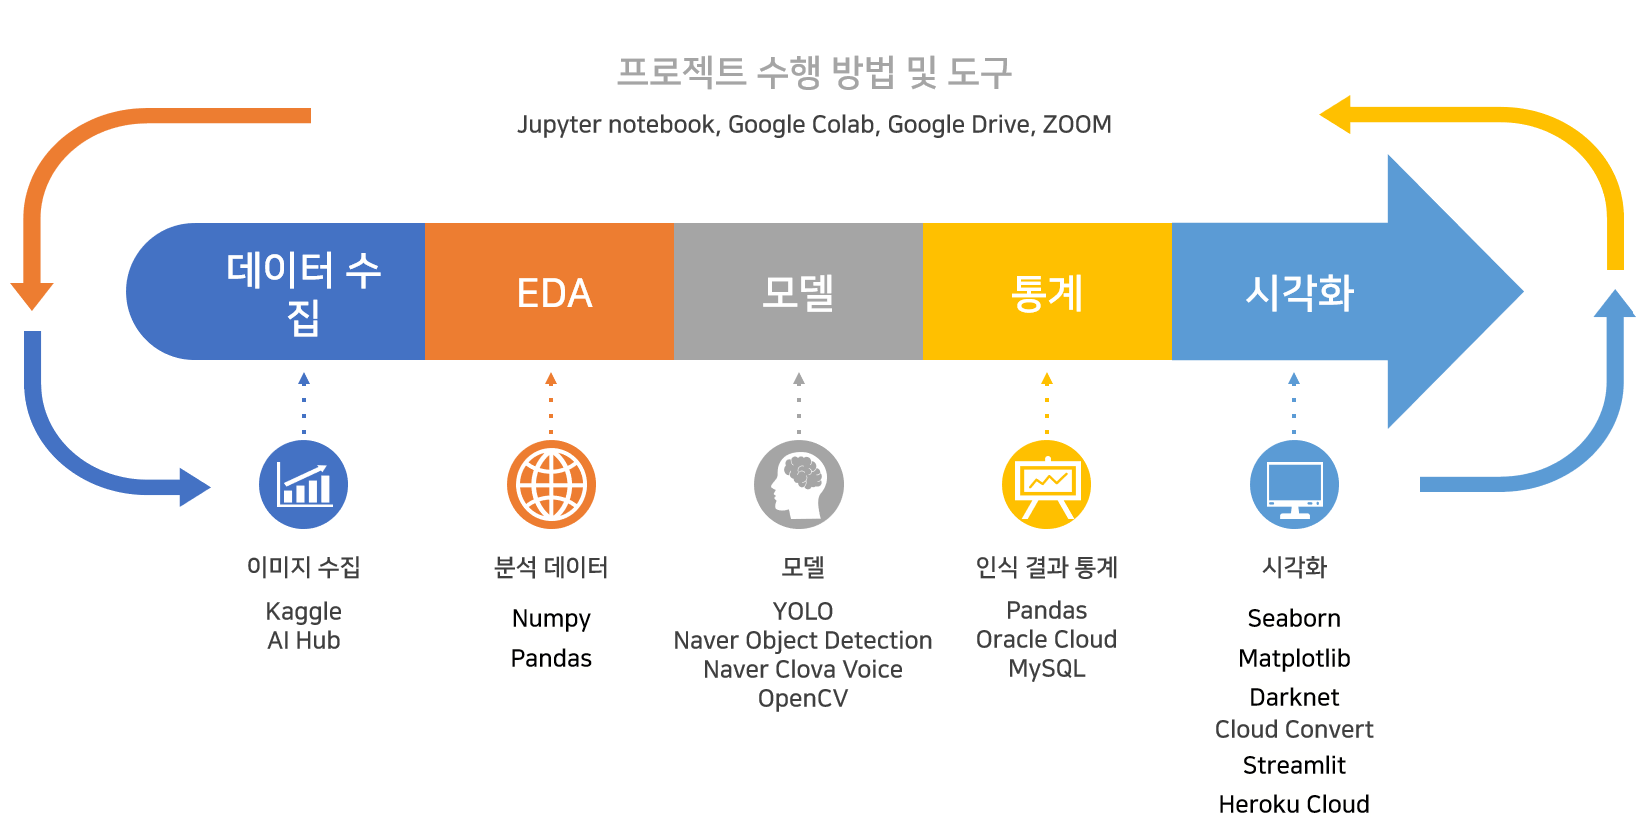 프로젝트 수행 방법 및 도구
Jupyter notebook, Google Colab, Google Drive, ZOOM
데이터 수
집
EDA
모델
통계
시각화
이미지 수집
Kaggle
AI Hub
분석 데이터
Numpy
Pandas
모델
YOLO
Naver Object Detection
Naver Clova Voice
OpenCV
인식 결과 통계
Pandas
Oracle Cloud
MySQL
시각화
Seaborn
Matplotlib
Darknet
Cloud Convert
Streamlit
Heroku Cloud